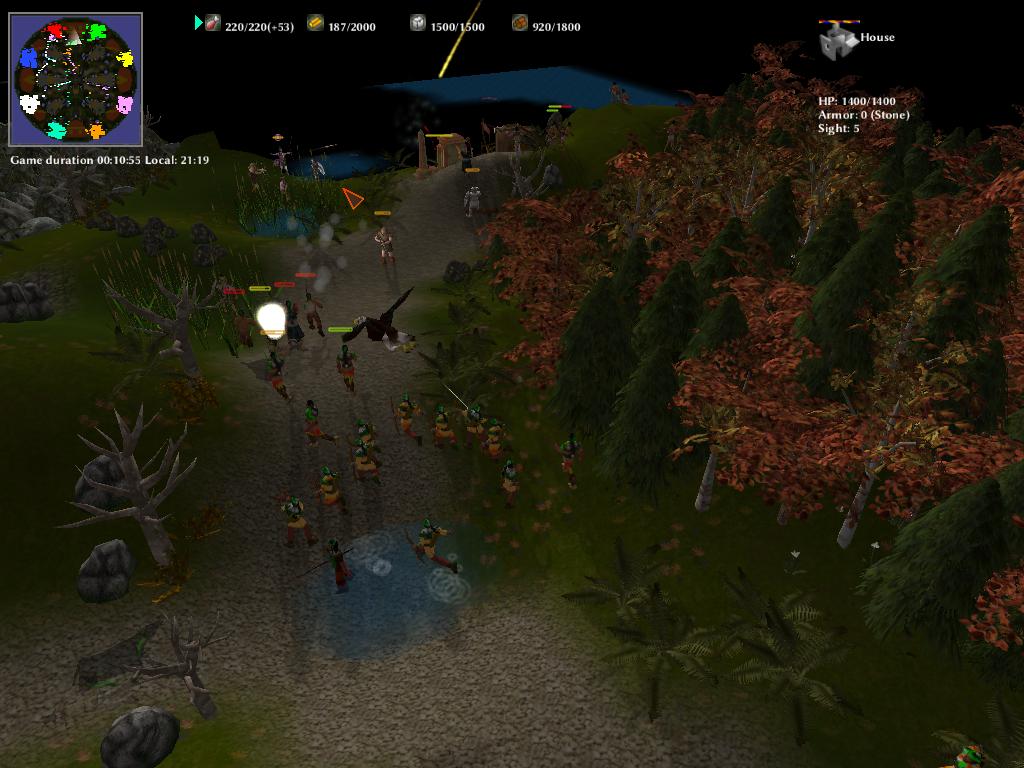 220/220(+53) 187/2000 1500/1500 920/1800
House
HP: 1400/1400
Armor: 0 (Stone)
Sight: 5
Game duration 00:10:55 Local: 21:19